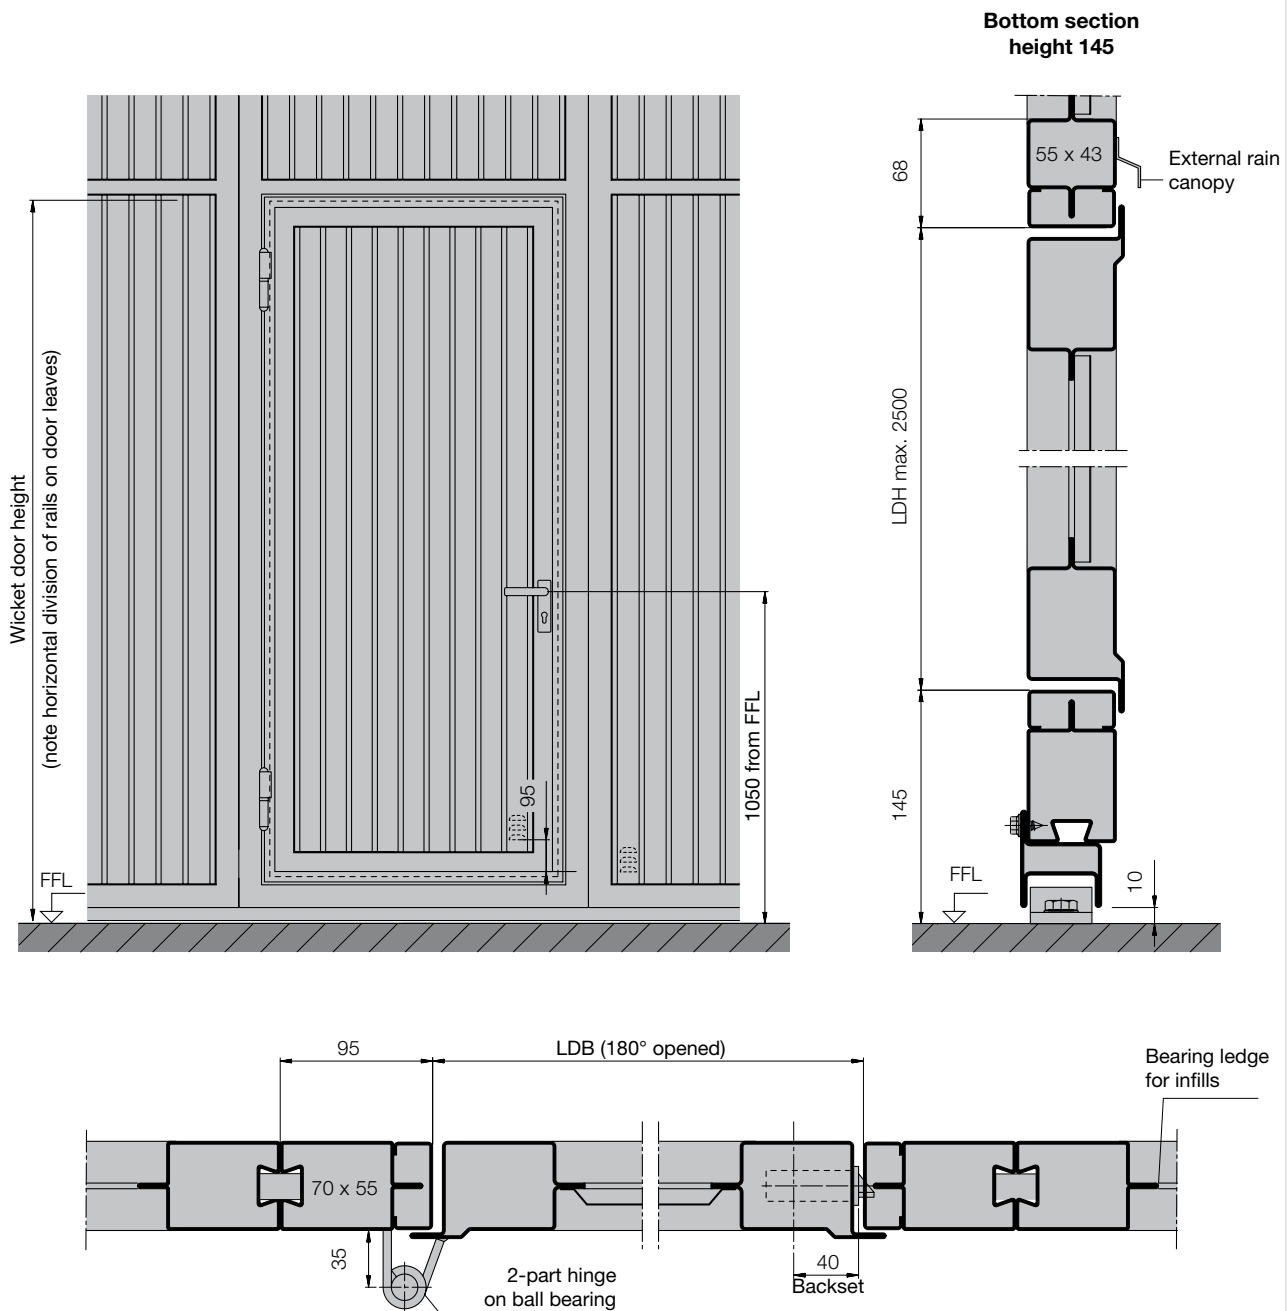 Bottom section
height 145
68
55 x 43
External rain
canopy
LDH max. 2500
145
FFL
10
Wicket door height
(note horizontal division of rails on door leaves)
95
1050 from FFL
FFL
95
LDB (180° opened)
Bearing ledge
for infills
70 x 55
35
2-part hinge
on ball bearing
40
Backset